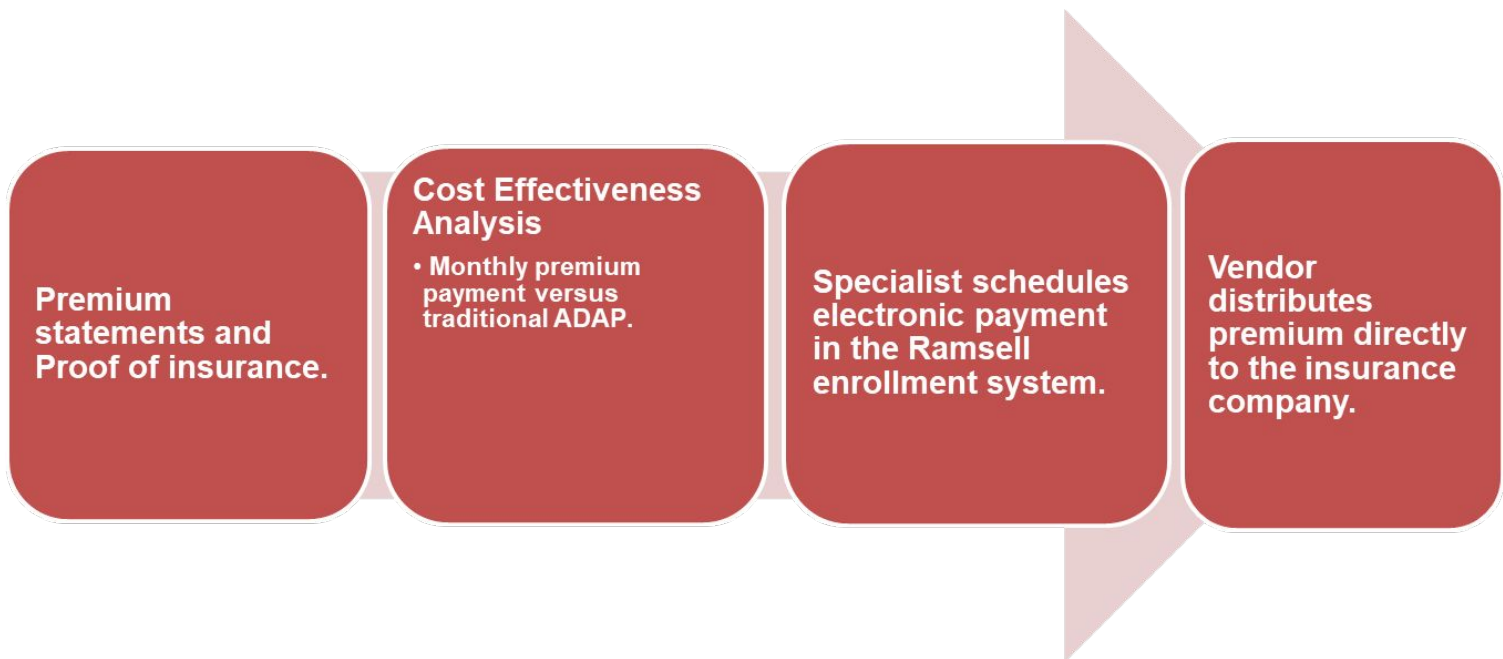 Premium
statements and
Proof of insurance.
Cost Effectiveness
Analysis
• Monthly premium
payment versus
traditional ADAP.
Specialist schedules
electronic payment
in the Ramsell
enrollment system.
Vendor
distributes
premium directly
to the insurance
company.